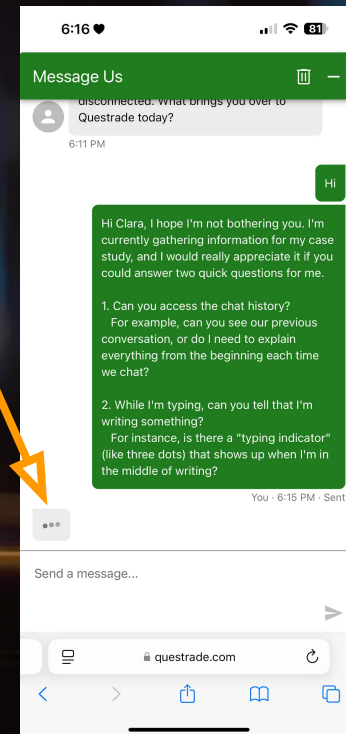 6:16
81
Message Us
disconnected. What brings you over to
Questrade today?
6:11 PM
Hi
Hi Clara, I hope I'm not bothering you. I'm
currently gathering information for my case
study, and I would really appreciate it if you
could answer two quick questions for me.
1. Can you access the chat history?
For example, can you see our previous
conversation, or do I need to explain
everything from the beginning each time
we chat?
2. While I'm typing, can you tell that I'm
writing something?
For instance, is there a "typing indicator"
(like three dots) that shows up when I'm in
the middle of writing?
You · 6:15 PM · Sent
Send a message...
questrade.com